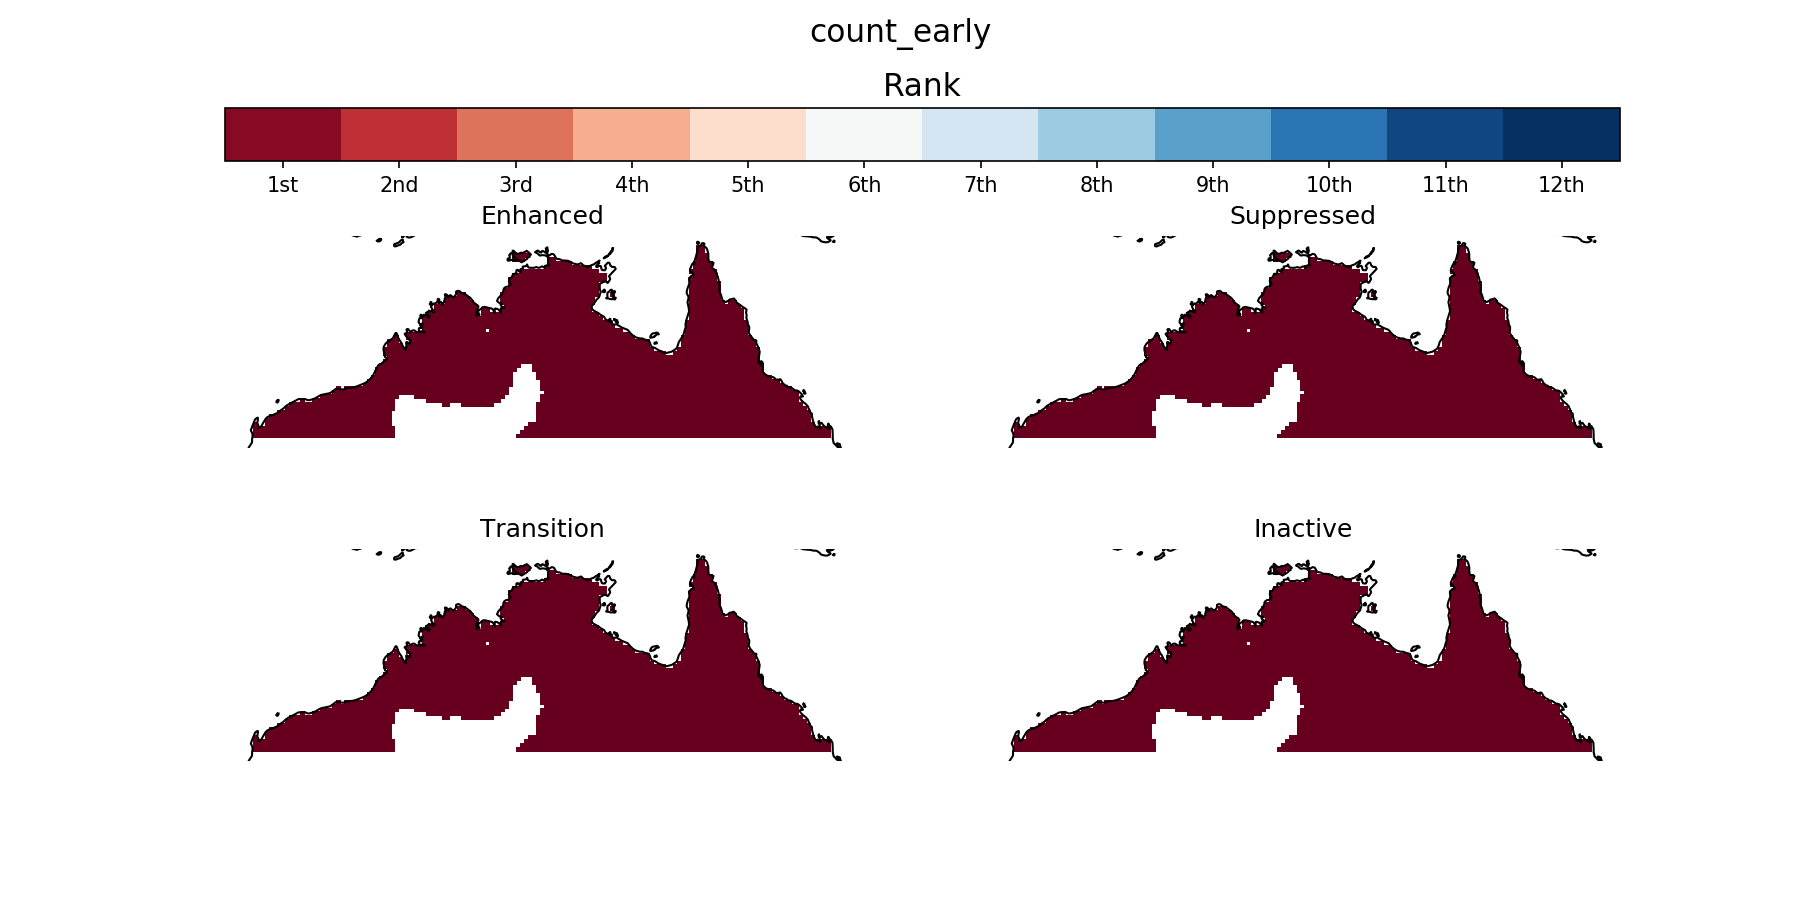 count_early
Rank
1st 2nd 3rd 4th 5th 6th 7th 8th 9th 10th 11th 12th
Enhanced Suppressed
Transition Inactive